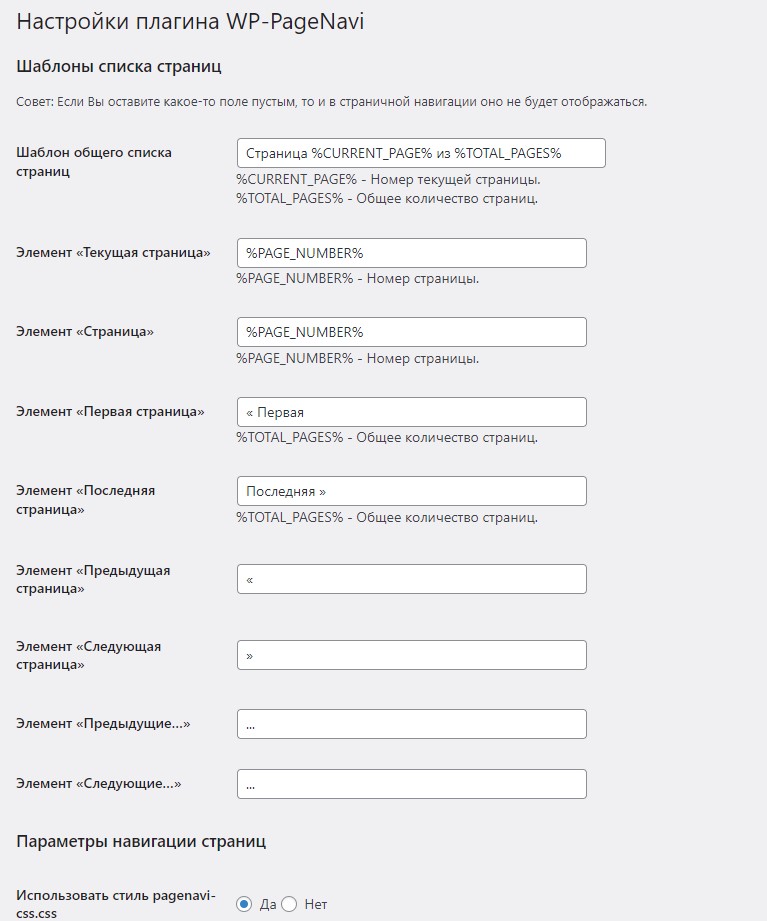 Настройки плагина WP-PageNavi
Шаблоны списка страниц
Совет: Если Вы оставите какое-то поле пустым, то и в страничной навигации оно не будет отображаться.
Шаблон общего списка
страниц
Страница %CURRENT_PAGE% из %TOTAL_PAGES%
%CURRENT_PAGE% - Номер текущей страницы.
%TOTAL_PAGES% - Общее количество страниц.
Элемент «Текущая страница»
%PAGE_NUMBER%
%PAGE_NUMBER% - Номер страницы.
Элемент «Страница»
%PAGE_NUMBER%
%PAGE_NUMBER% - Номер страницы.
Элемент «Первая страница»
« Первая
%TOTAL_PAGES% - Общее количество страниц.
Элемент «Последняя
страница»
Последняя »
%TOTAL_PAGES% - Общее количество страниц.
Элемент «Предыдущая
страница»
«
Элемент «Следующая
страница»
»
Элемент «Предыдущие...»
...
Элемент «Следующие...»
...
Параметры навигации страниц
Использовать стиль pagenavi-
css.css
Да Нет